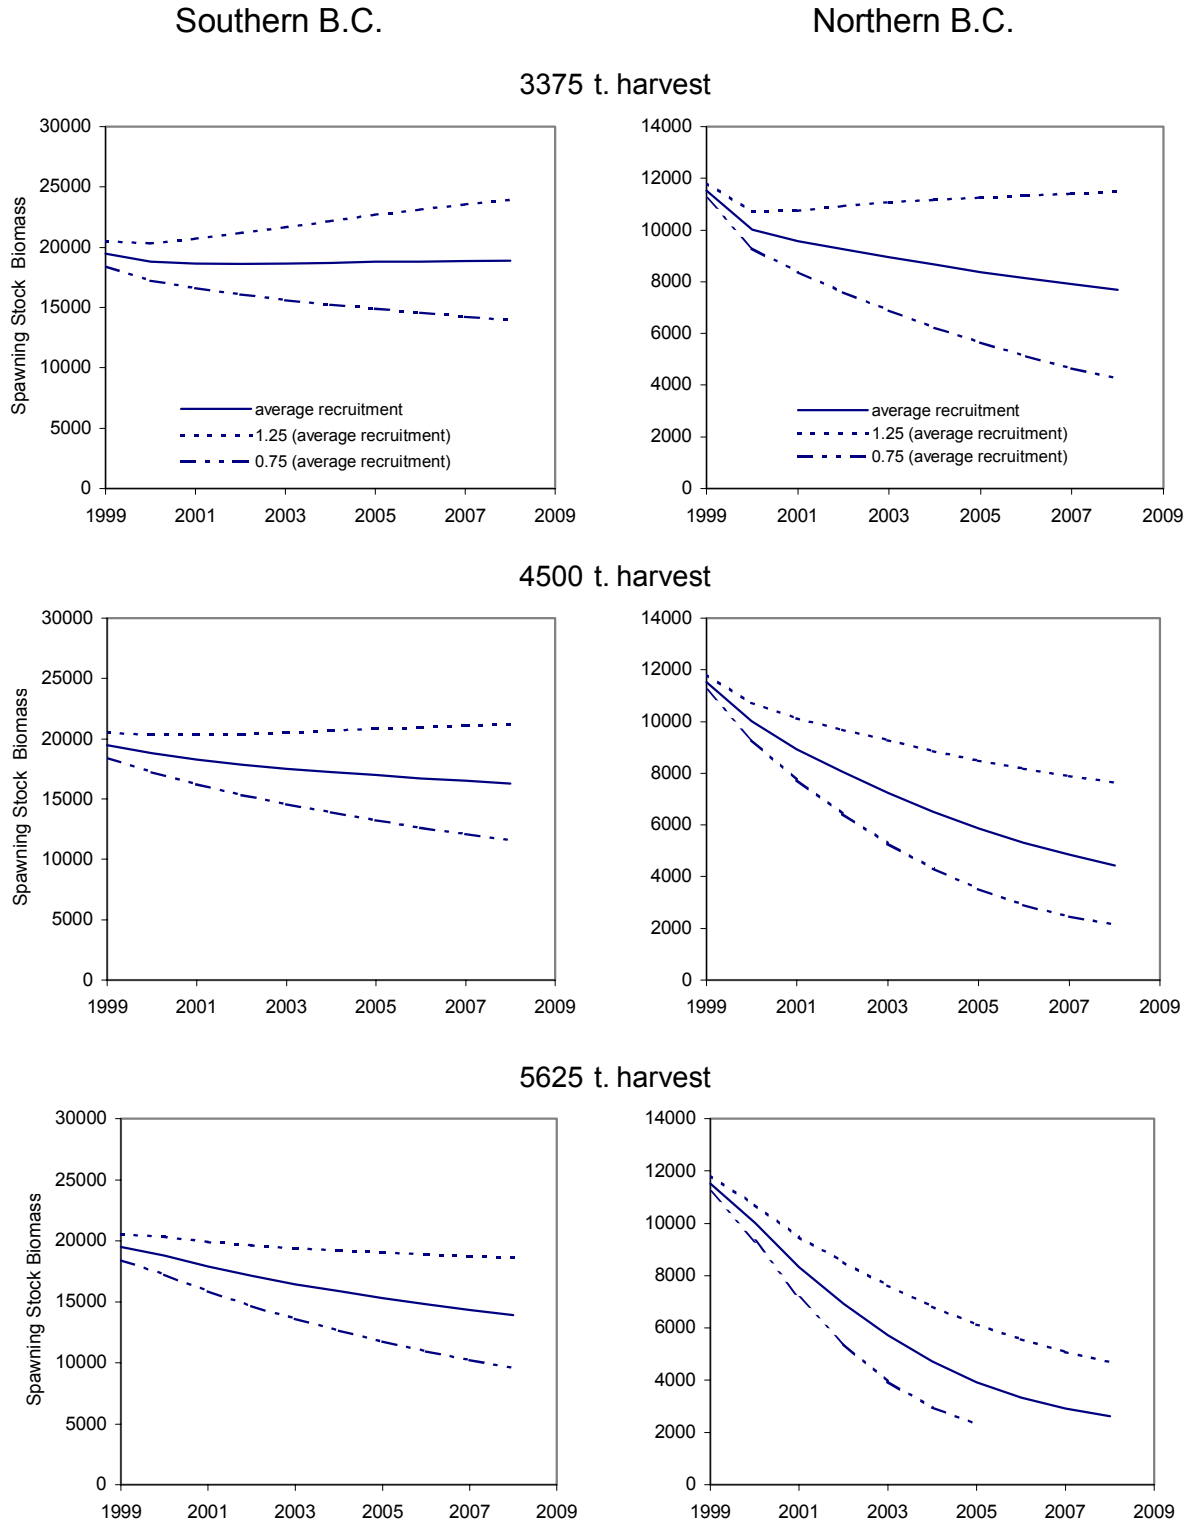 Southern B.C.
Northern B.C.
3375 t. harvest
Spawning Stock Biomass
30000
25000
20000
15000
10000
5000
0
average recruitment
1.25 (average recruitment)
0.75 (average recruitment)
1999 2001 2003 2005 2007 2009
14000
12000
10000
8000
6000
4000
2000
0
average recruitment
1.25 (average recruitment)
0.75 (average recruitment)
1999 2001 2003 2005 2007 2009
4500 t. harvest
Spawning Stock Biomass
30000
25000
20000
15000
10000
5000
0
1999 2001 2003 2005 2007 2009
14000
12000
10000
8000
6000
4000
2000
0
1999 2001 2003 2005 2007 2009
5625 t. harvest
Spawning Stock Biomass
30000
25000
20000
15000
10000
5000
0
1999 2001 2003 2005 2007 2009
14000
12000
10000
8000
6000
4000
2000
0
1999 2001 2003 2005 2007 2009